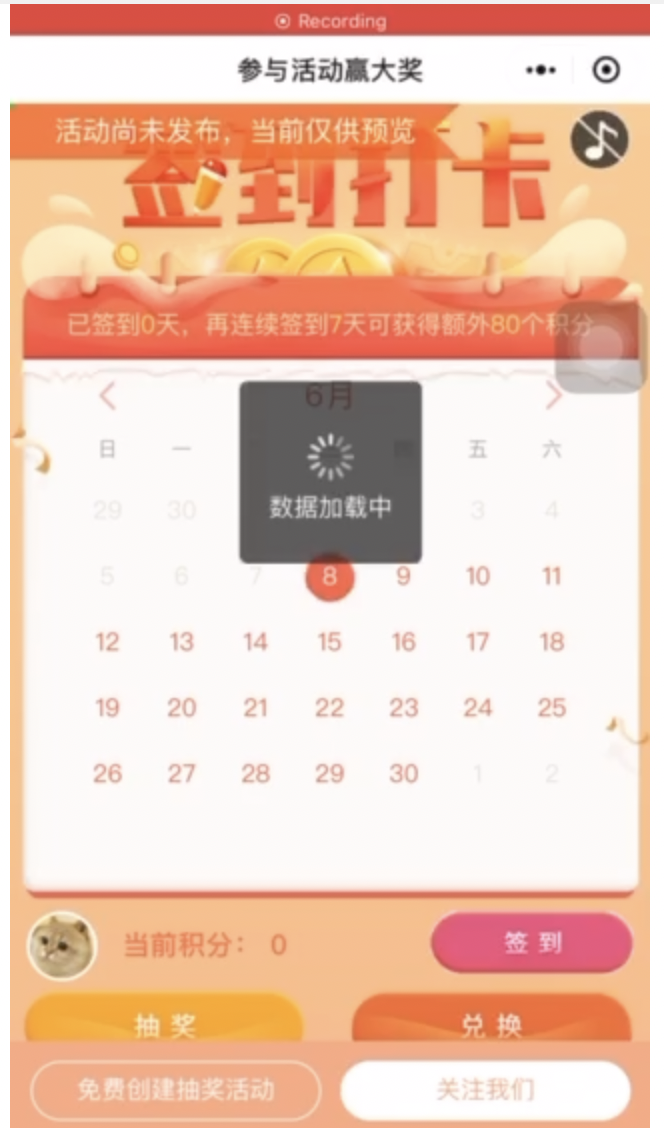 Recording
参与活动赢大奖
活动尚未发布，当前仅供预览
签到打卡
已签到0天，再连续签到7天可获得额外80个积分
6月
日 一 五 六
29 30 3 4
数据加载中
5 6 7 8 9 10 11
12 13 14 15 16 17 18
19 20 21 22 23 24 25
26 27 28 29 30 1 2
当前积分： 0
签 到
抽 奖
兑 换
免费创建抽奖活动
关注我们